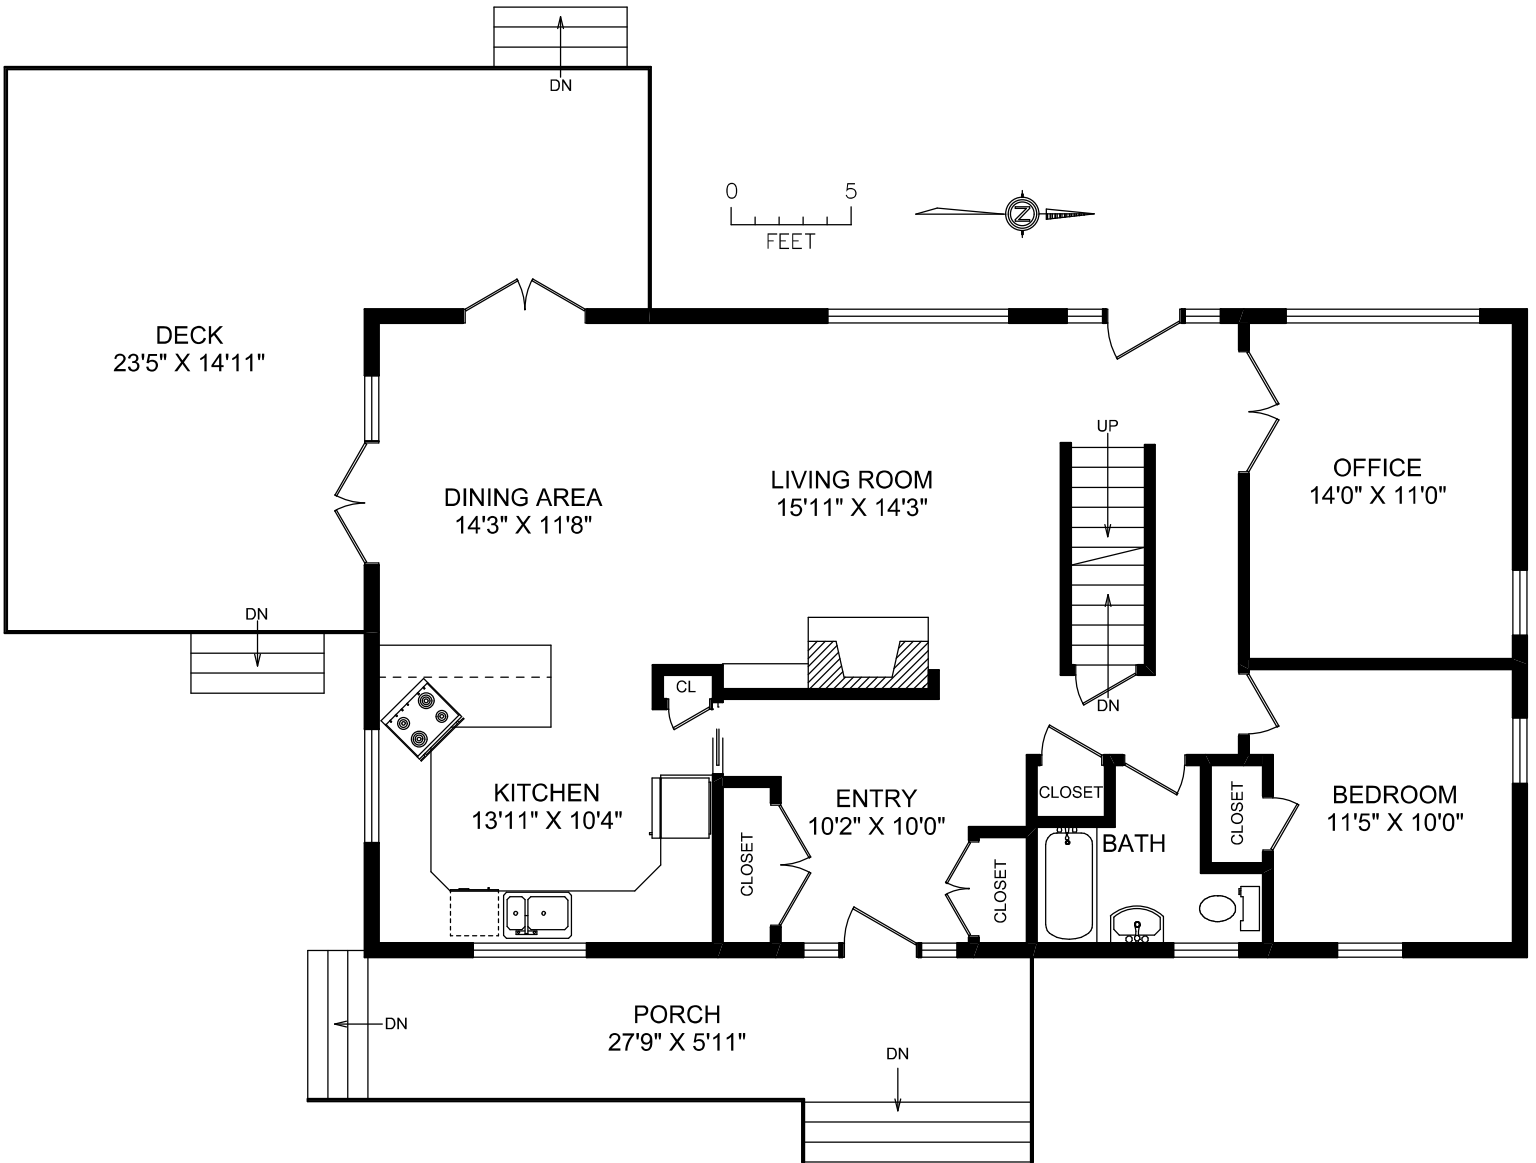 DN
0 5
FEET
N
DECK
23'5" X 14'11"
UP
LIVING ROOM
15'11" X 14'3"
OFFICE
14'0" X 11'0"
DINING AREA
14'3" X 11'8"
DN
CL
DN
KITCHEN
13'11" X 10'4"
ENTRY
10'2" X 10'0"
CLOSET
CLOSET
BEDROOM
11'5" X 10'0"
CLOSET
CLOSET
BATH
PORCH
27'9" X 5'11"
DN
DN